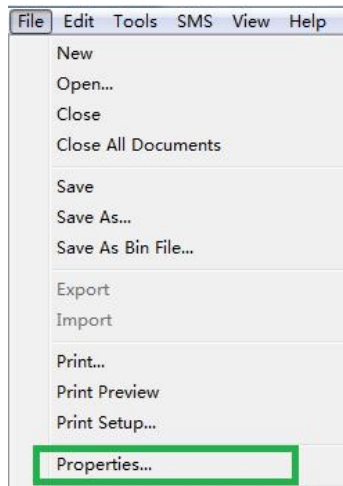 File Edit Tools SMS View Help
New
Open...
Close
Close All Documents
Save
Save As...
Save As Bin File...
Export
Import
Print...
Print Preview
Print Setup...
Properties...